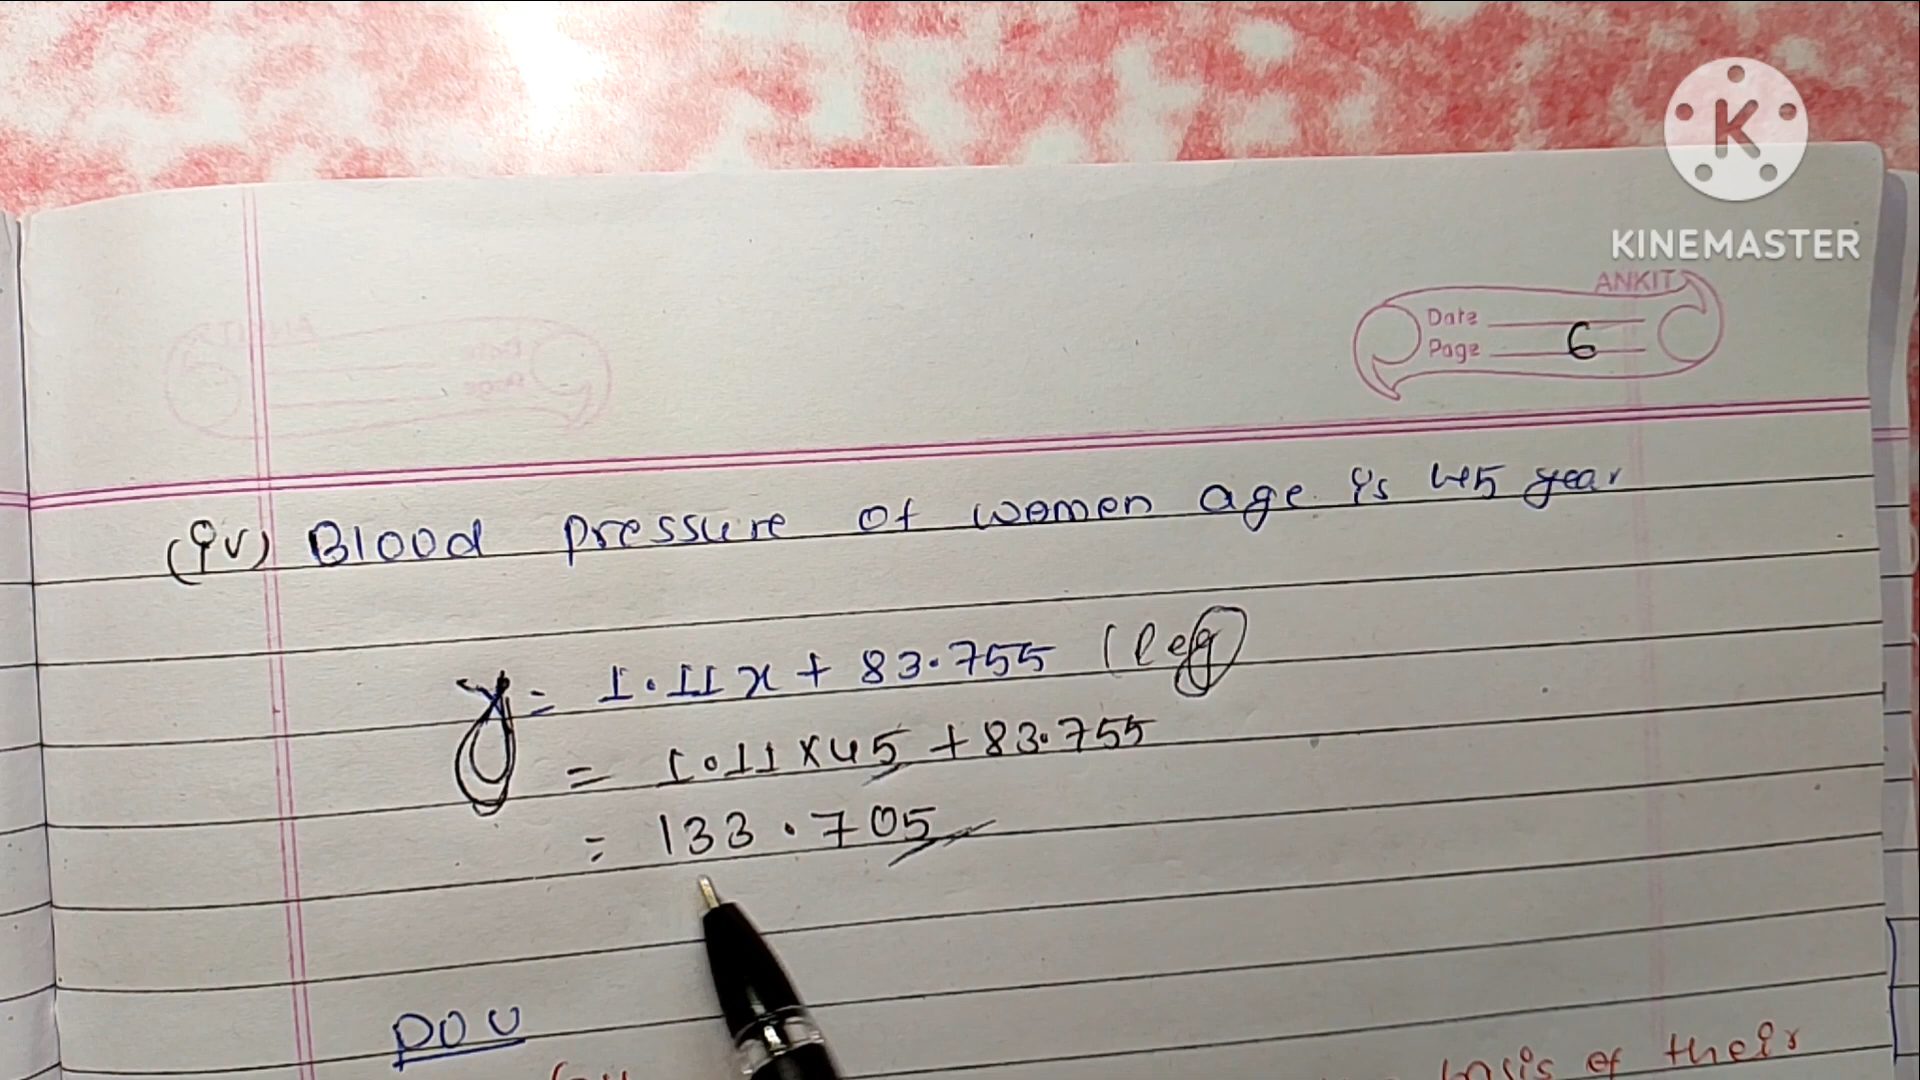 K
KINEMASTER
ANKIT
Date
Page 6
(iv) Blood pressure of women age is 45 year
y = 1.11x + 83.755 (leg)
= 1.11 × 45 + 83.755
= 133.705
DOU
basis of their